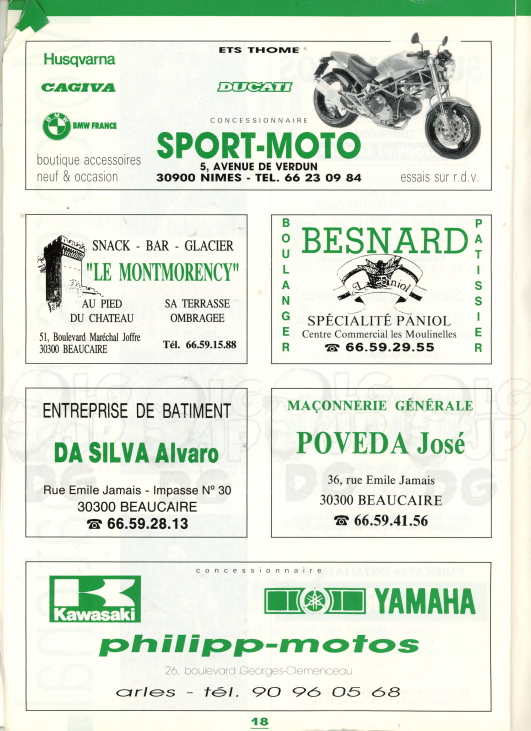 ETS THOME
Husqvarna
CAGIVA
DUCATI
BMW
BMW FRANCE
CONCESSIONNAIRE
SPORT-MOTO
boutique accessoires
neuf & occasion
5, AVENUE DE VERDUN
30900 NIMES - TEL. 66 23 09 84
essais sur r.d.v.
SNACK - BAR - GLACIER
"LE MONTMORENCY"
AU PIED
DU CHATEAU
SA TERRASSE
OMBRAGEE
51, Boulevard Maréchal Joffre
30300 BEAUCAIRE
Tél. 66.59.15.88
BOULANGER
BESNARD
PATISSIER
Le Paniol
SPÉCIALITÉ PANIOL
Centre Commercial les Moulinelles
☎ 66.59.29.55
ENTREPRISE DE BATIMENT
DA SILVA Alvaro
Rue Emile Jamais - Impasse N° 30
30300 BEAUCAIRE
☎ 66.59.28.13
MAÇONNERIE GÉNÉRALE
POVEDA José
36, rue Emile Jamais
30300 BEAUCAIRE
☎ 66.59.41.56
concessionnaire
Kawasaki
YAMAHA
philipp-motos
26, boulevard Georges-Clemenceau
arles - tél. 90 96 05 68
18